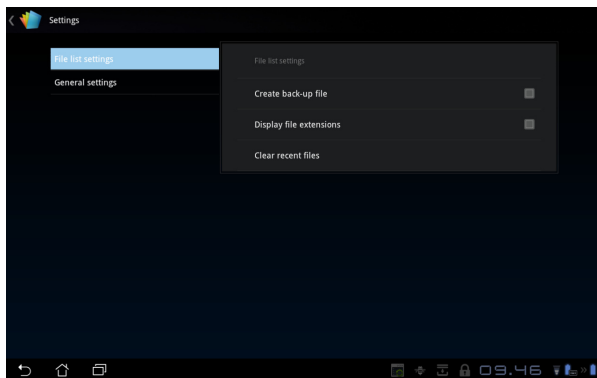 Settings
File list settings
General settings
File list settings
Create back-up file
Display file extensions
Clear recent files
09.46